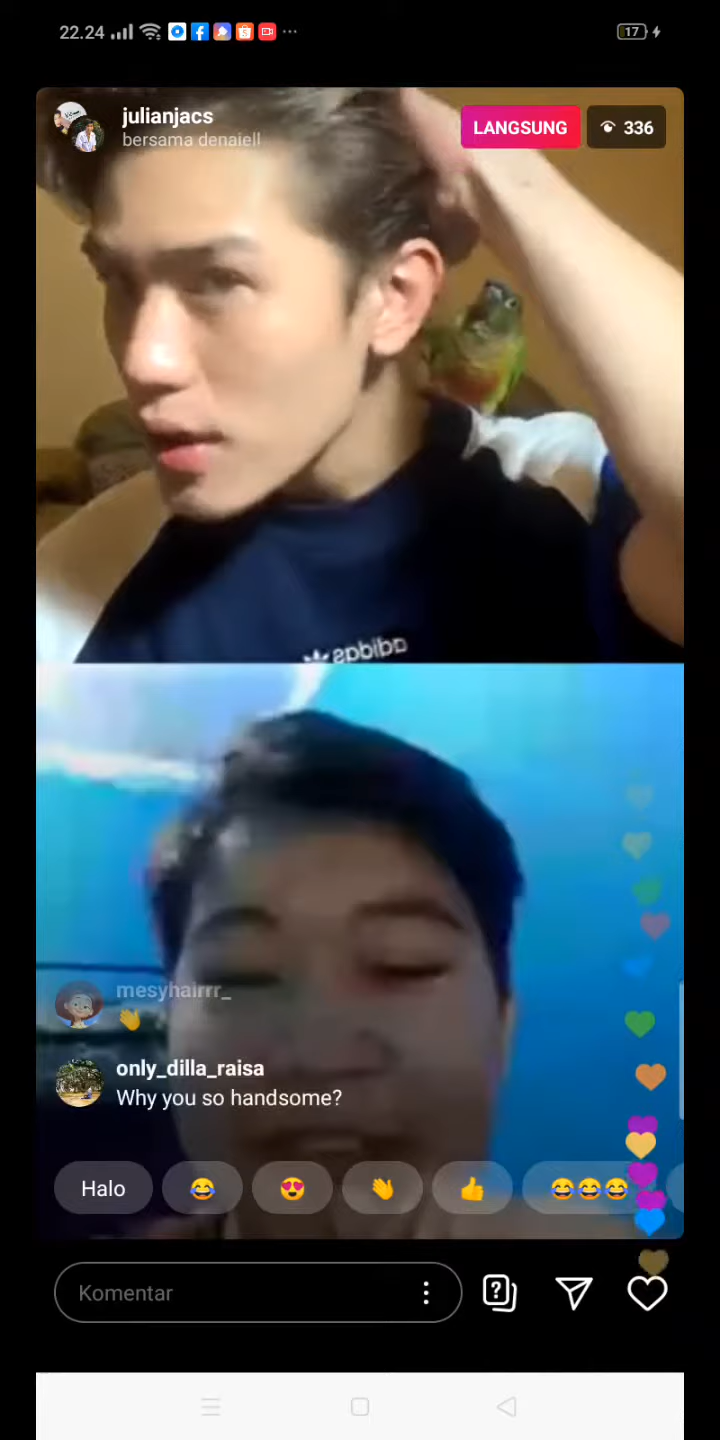 22.24
17
julianjacs
bersama denaiell
LANGSUNG
336
adidas
mesyhairrr_
👋
only_dilla_raisa
Why you so handsome?
Halo 😂 😍 👋 👍 😂😂😂
Komentar